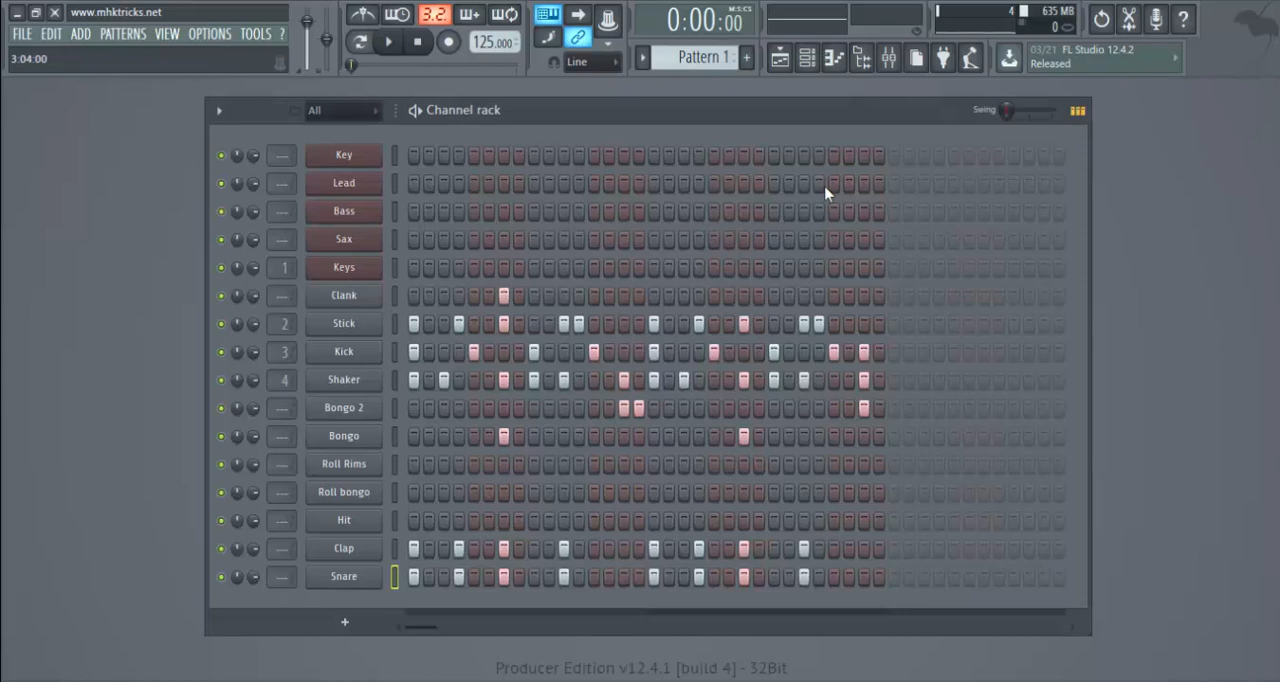 www.mhktricks.net
FILE EDIT ADD PATTERNS VIEW OPTIONS TOOLS ?
3:04:00
3.2.
125.000
0:00:00
M:S:CS
Line
Pattern 1
4
635 MB
0
03/21 FL Studio 12.4.2
Released
All
Channel rack
Swing
Key
Lead
Bass
Sax
1 Keys
Clank
2 Stick
3 Kick
4 Shaker
Bongo 2
Bongo
Roll Rims
Roll bongo
Hit
Clap
Snare
+
Producer Edition v12.4.1 [build 4] - 32Bit